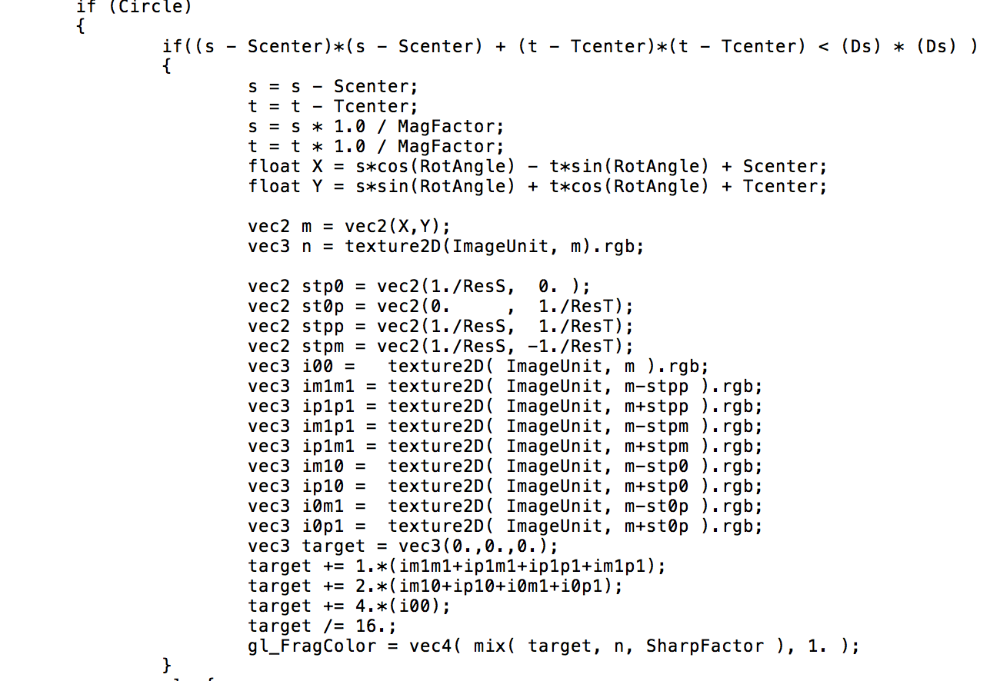 if (Circle)
{
if((s - Scenter)*(s - Scenter) + (t - Tcenter)*(t - Tcenter) < (Ds) * (Ds) )
{
s = s - Scenter;
t = t - Tcenter;
s = s * 1.0 / MagFactor;
t = t * 1.0 / MagFactor;
float X = s*cos(RotAngle) - t*sin(RotAngle) + Scenter;
float Y = s*sin(RotAngle) + t*cos(RotAngle) + Tcenter;
vec2 m = vec2(X,Y);
vec3 n = texture2D(ImageUnit, m).rgb;
vec2 stp0 = vec2(1./ResS,  0. );
vec2 st0p = vec2(0.     ,  1./ResT);
vec2 stpp = vec2(1./ResS,  1./ResT);
vec2 stpm = vec2(1./ResS, -1./ResT);
vec3 i00 =   texture2D( ImageUnit, m ).rgb;
vec3 im1m1 = texture2D( ImageUnit, m-stpp ).rgb;
vec3 ip1p1 = texture2D( ImageUnit, m+stpp ).rgb;
vec3 im1p1 = texture2D( ImageUnit, m-stpm ).rgb;
vec3 ip1m1 = texture2D( ImageUnit, m+stpm ).rgb;
vec3 im10 =  texture2D( ImageUnit, m-stp0 ).rgb;
vec3 ip10 =  texture2D( ImageUnit, m+stp0 ).rgb;
vec3 i0m1 =  texture2D( ImageUnit, m-st0p ).rgb;
vec3 i0p1 =  texture2D( ImageUnit, m+st0p ).rgb;
vec3 target = vec3(0.,0.,0.);
target += 1.*(im1m1+ip1m1+ip1p1+im1p1);
target += 2.*(im10+ip10+i0m1+i0p1);
target += 4.*(i00);
target /= 16.;
gl_FragColor = vec4( mix( target, n, SharpFactor ), 1. );
}